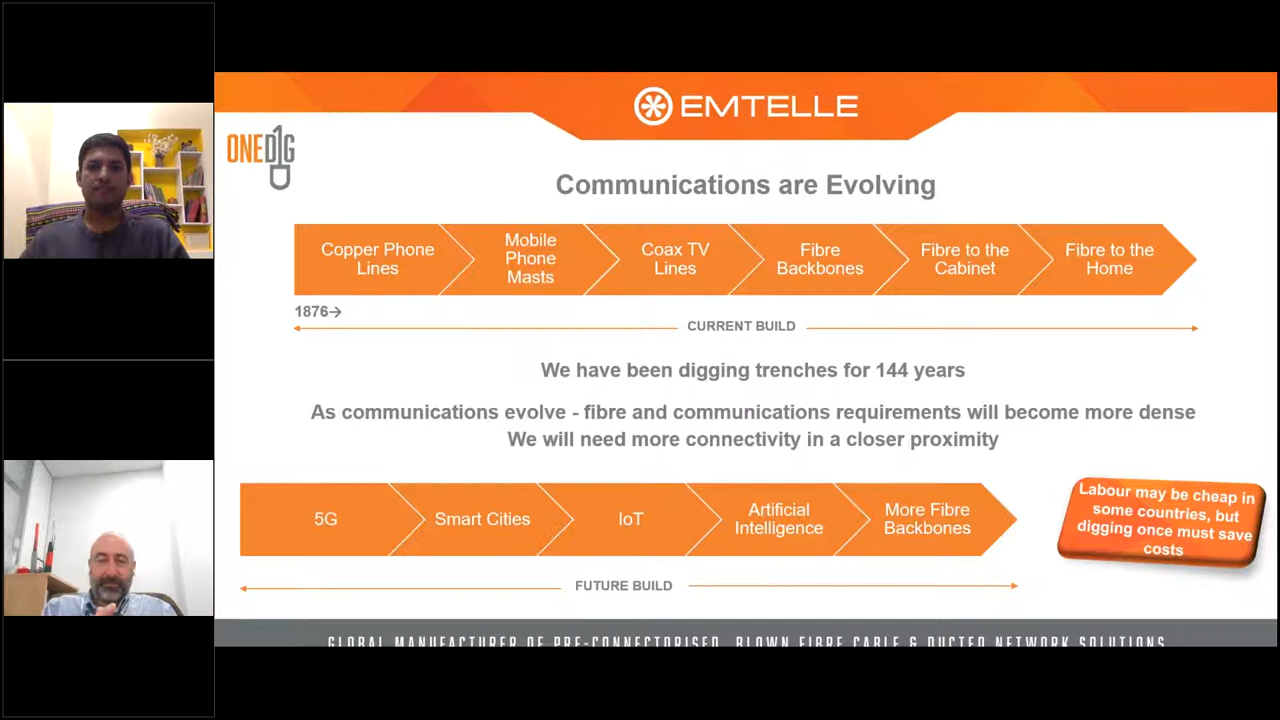 EMTELLE
ONEDIG
Communications are Evolving
Copper Phone
Lines
Mobile
Phone
Masts
Coax TV
Lines
Fibre
Backbones
Fibre to the
Cabinet
Fibre to the
Home
1876→
CURRENT BUILD
We have been digging trenches for 144 years
As communications evolve - fibre and communications requirements will become more dense
We will need more connectivity in a closer proximity
5G
Smart Cities
IoT
Artificial
Intelligence
More Fibre
Backbones
Labour may be cheap in
some countries, but
digging once must save
costs
FUTURE BUILD
GLOBAL MANUFACTURER OF PRE-CONNECTORISED, BLOWN FIBRE CABLE & DUCTED NETWORK SOLUTIONS